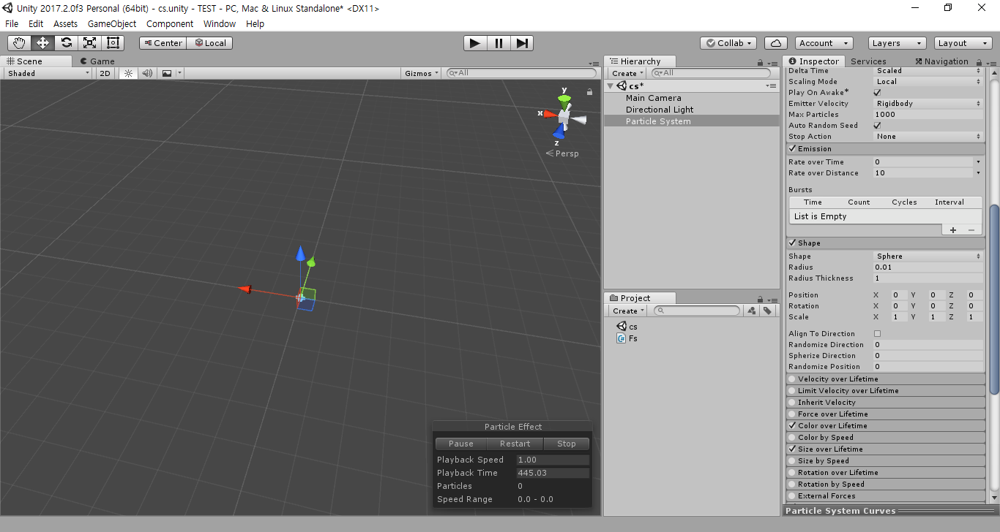 Unity 2017.2.0f3 Personal (64bit) - cs.unity - TEST - PC, Mac & Linux Standalone* <DX11>
File Edit Assets GameObject Component Window Help
Center Local Collab Account Layers Layout
Scene Game
Shaded 2D Gizmos All
y
x
z
Persp
Particle Effect
Pause Restart Stop
Playback Speed 1.00
Playback Time 445.03
Particles 0
Speed Range 0.0 - 0.0
Hierarchy
Create All
cs*
Main Camera
Directional Light
Particle System
Project
Create
cs
Fs
Inspector Services Navigation
Delta Time Scaled
Scaling Mode Local
Play On Awake*
Emitter Velocity Rigidbody
Max Particles 1000
Auto Random Seed
Stop Action None
Emission
Rate over Time 0
Rate over Distance 10
Bursts
Time Count Cycles Interval
List is Empty
Shape
Shape Sphere
Radius 0.01
Radius Thickness 1
Position X 0 Y 0 Z 0
Rotation X 0 Y 0 Z 0
Scale X 1 Y 1 Z 1
Align To Direction
Randomize Direction 0
Spherize Direction 0
Randomize Position 0
Velocity over Lifetime
Limit Velocity over Lifetime
Inherit Velocity
Force over Lifetime
Color over Lifetime
Color by Speed
Size over Lifetime
Size by Speed
Rotation over Lifetime
Rotation by Speed
External Forces
Particle System Curves